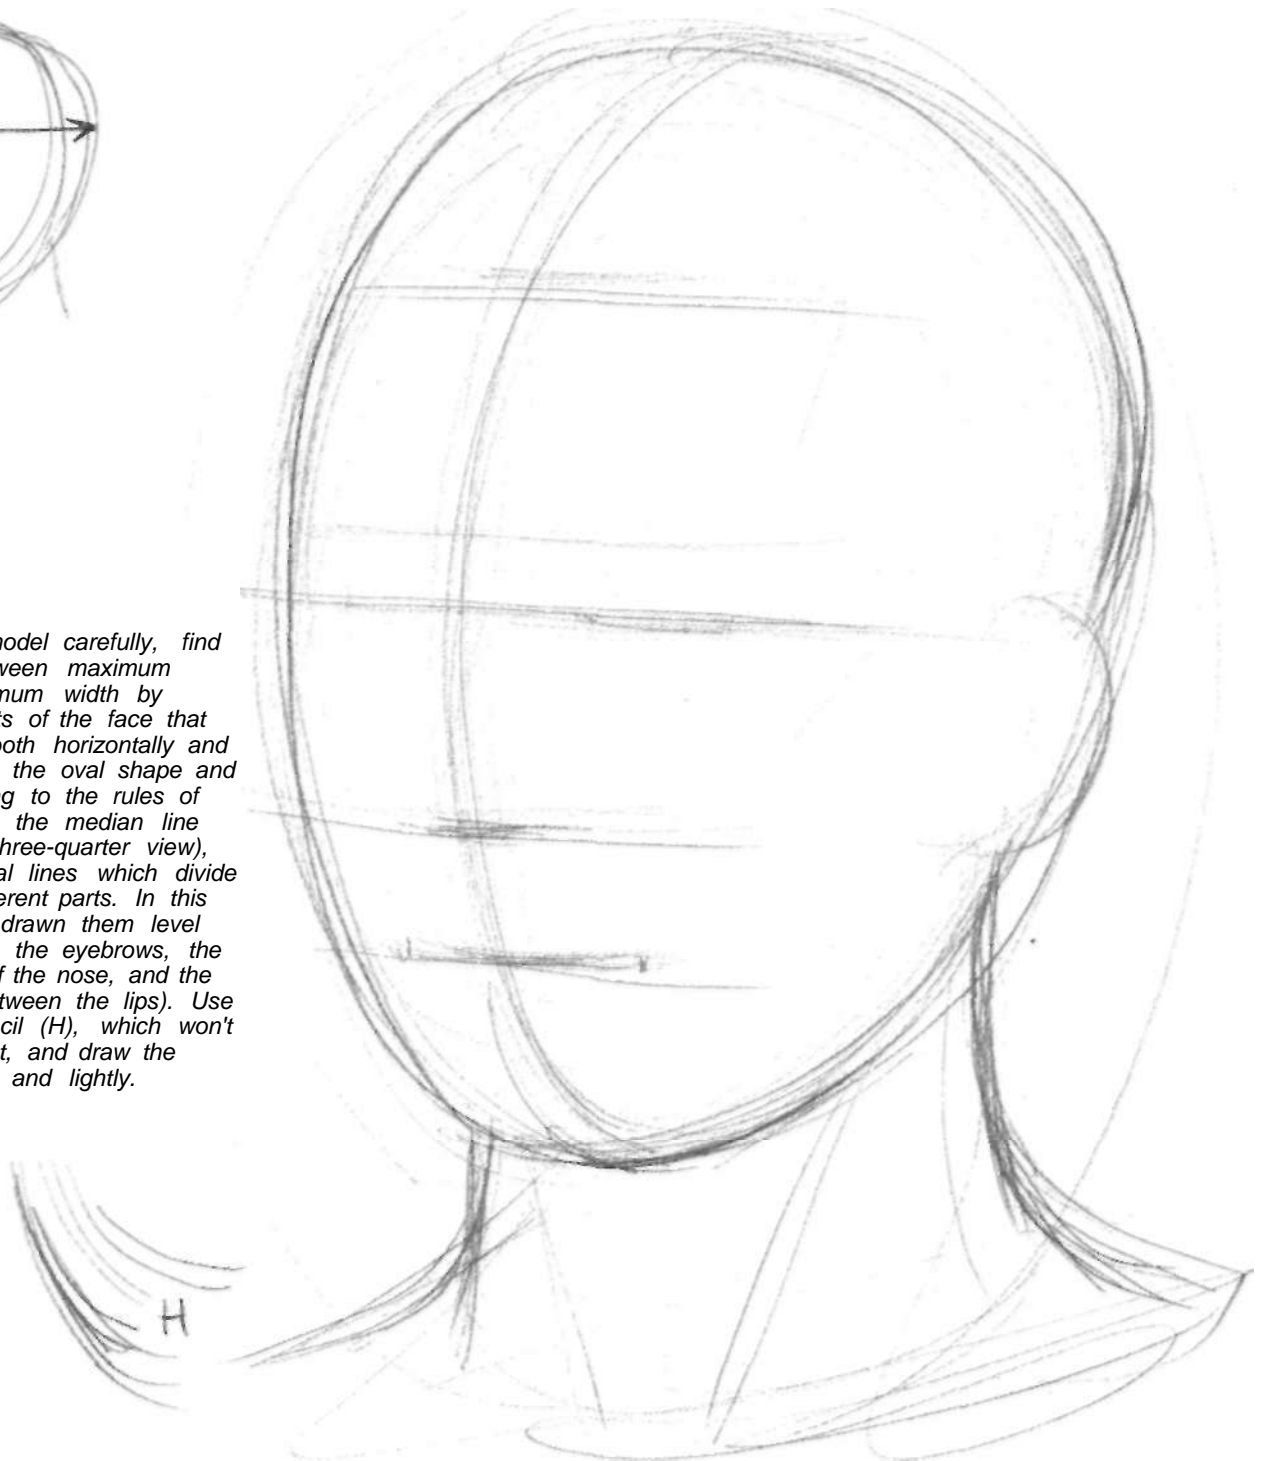 nodel carefully, find
ween maximum
mum width by
ts of the face that
both horizontally and
the oval shape and
g to the rules of
the median line
hree-quarter view),
al lines which divide
erent parts. In this
drawn them level
the eyebrows, the
f the nose, and the
tween the lips). Use
cil (H), which won't
t, and draw the
and lightly.
H